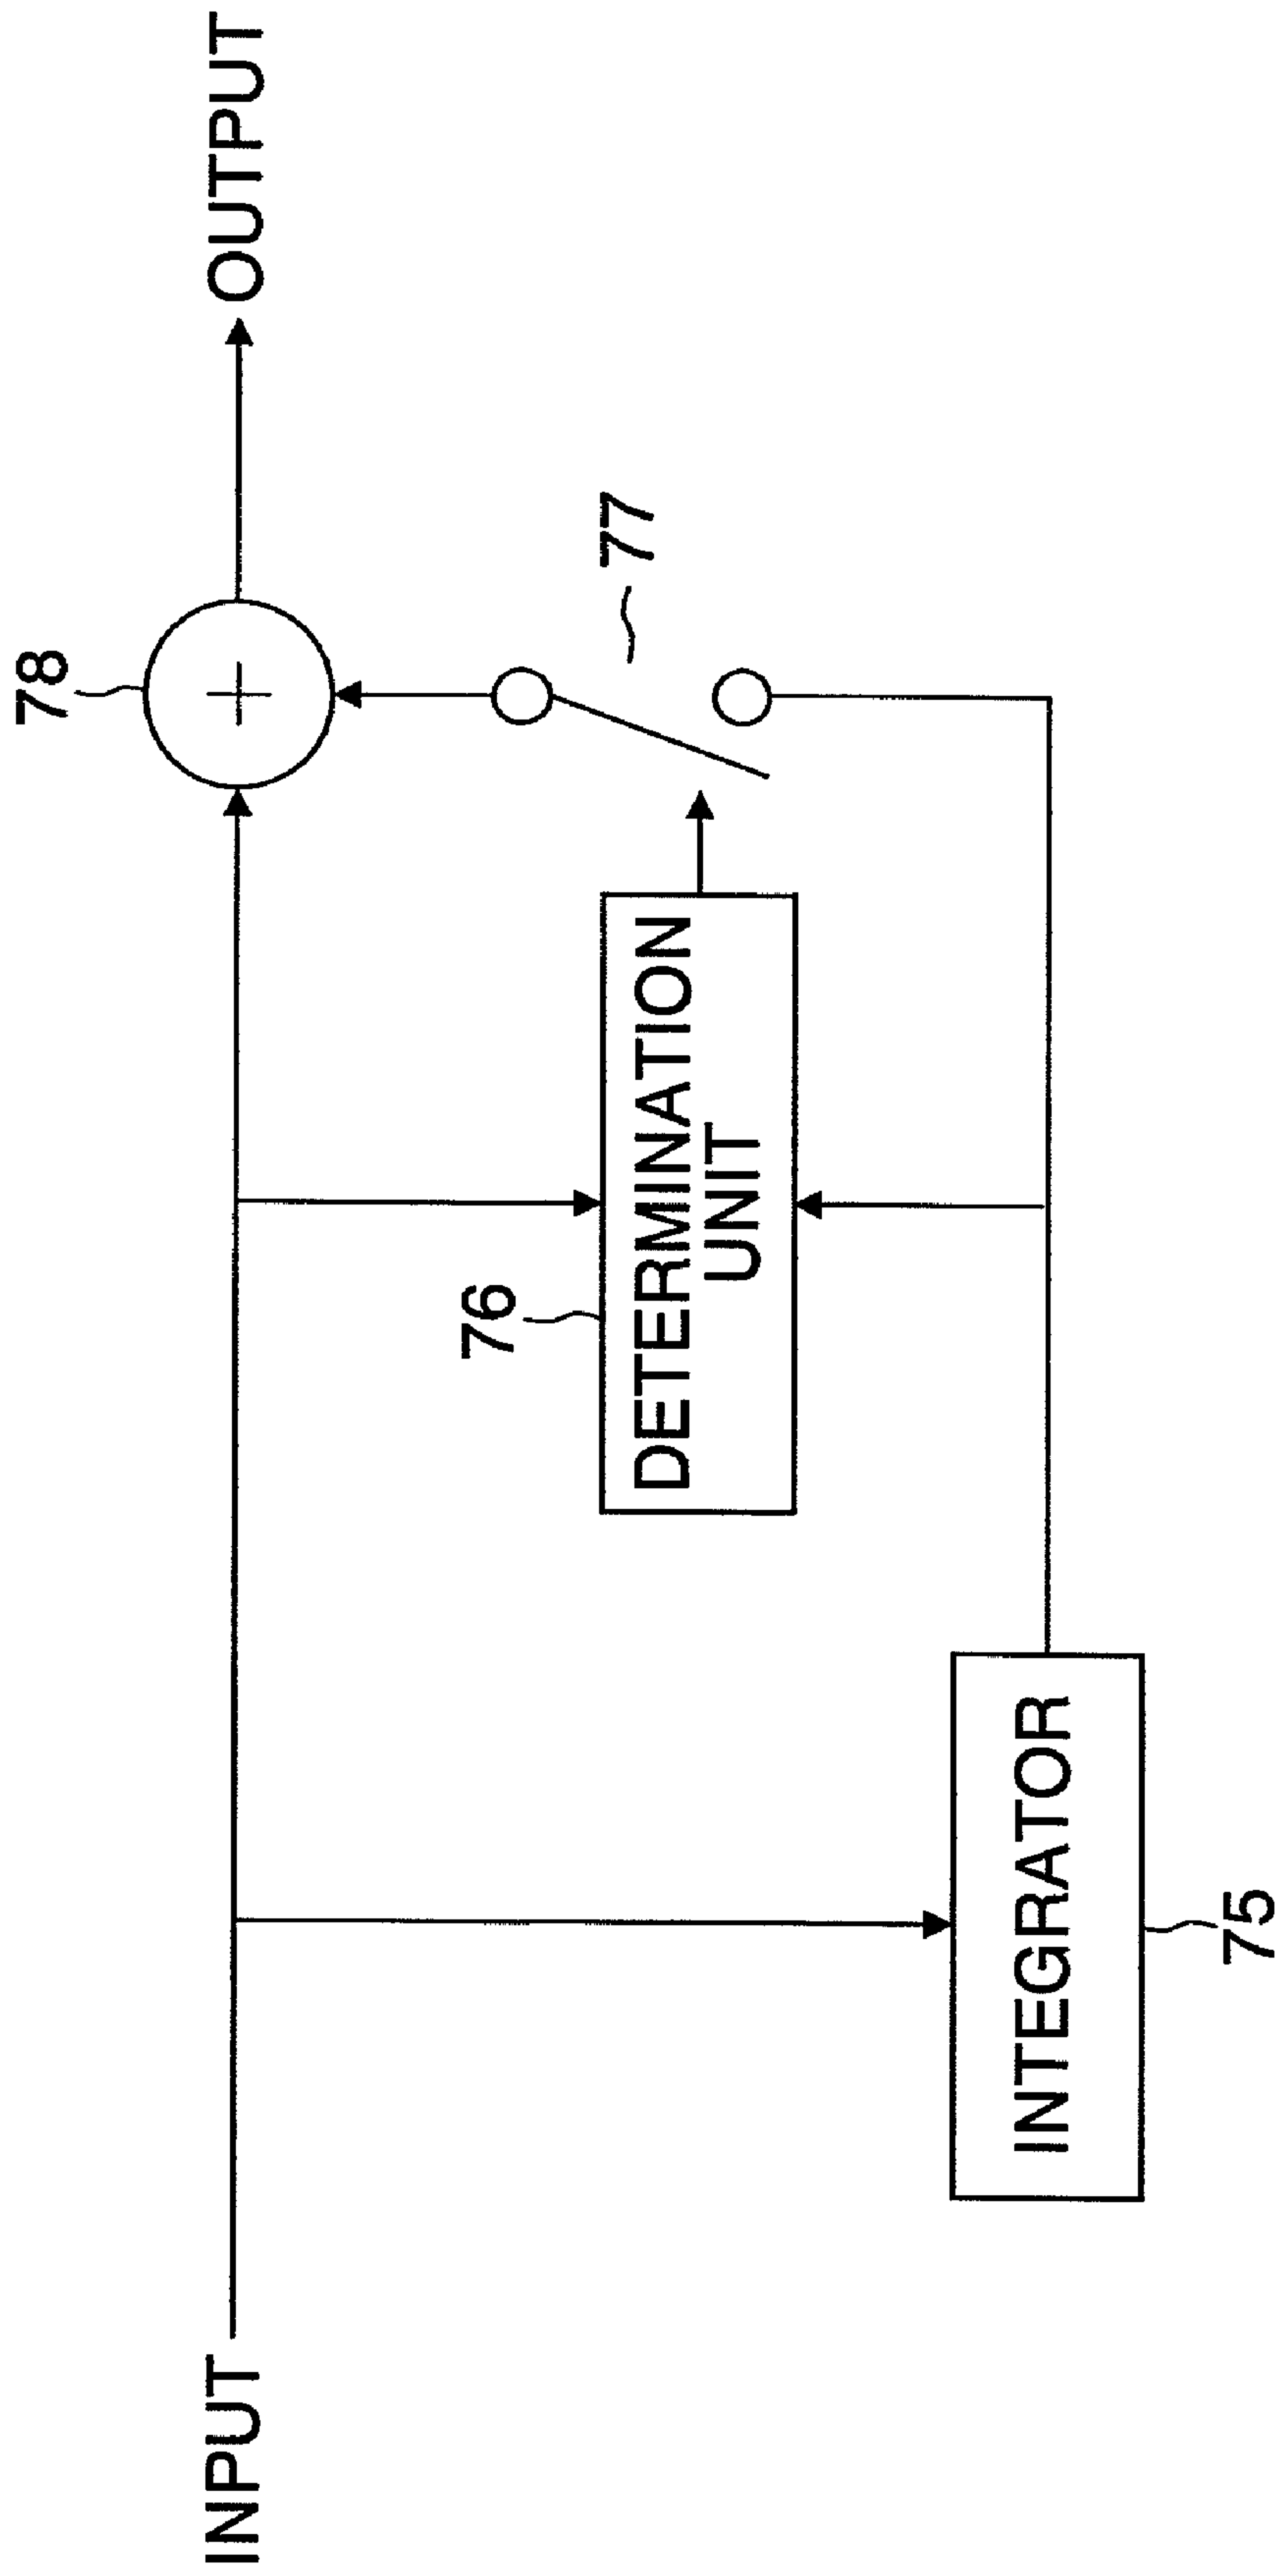 78
OUTPUT
77
76
DETERMINATION
UNIT
INPUT
INTEGRATOR
75